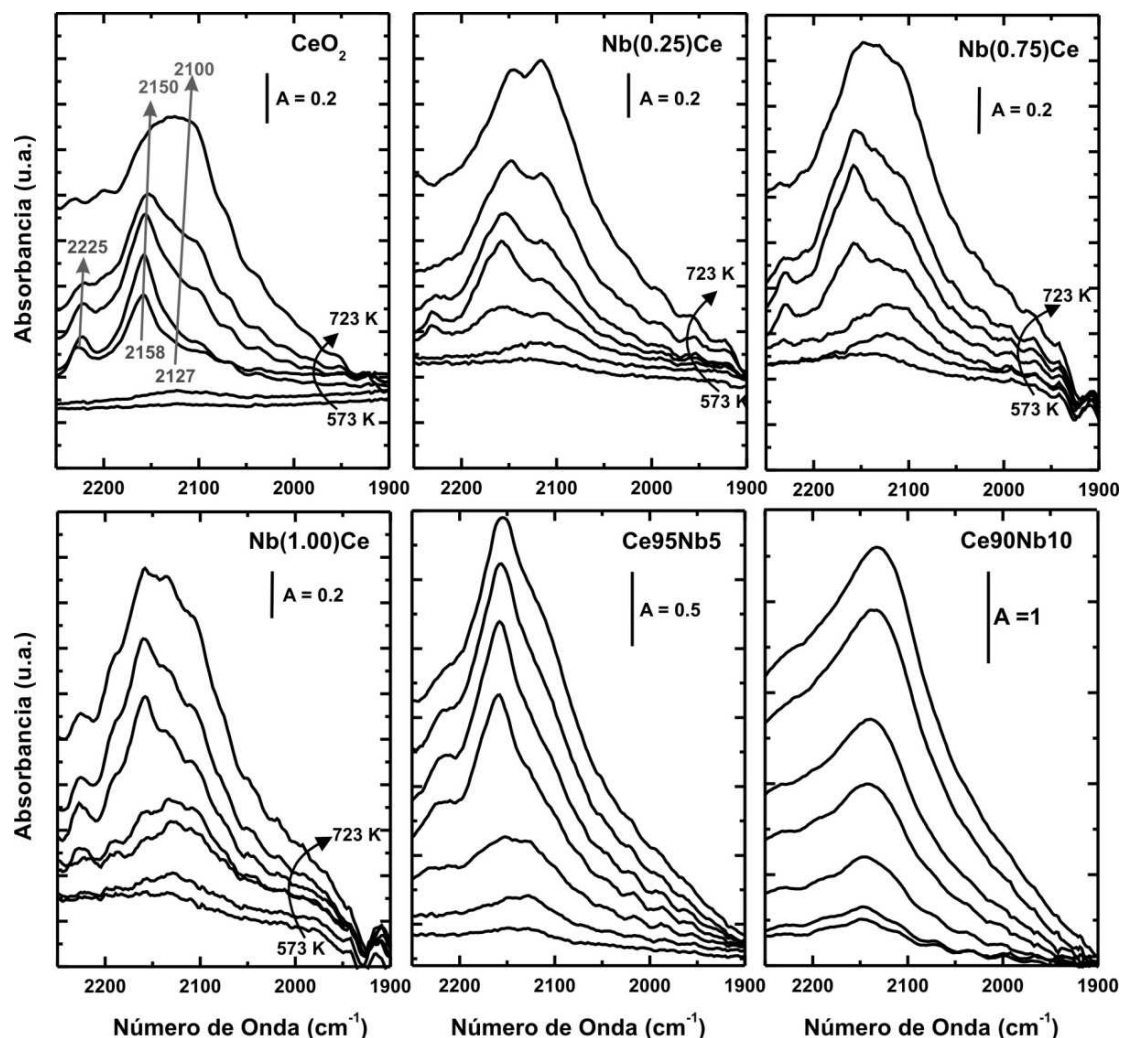 CeO2
2100
2150
A = 0.2
2225
2158
2127
723 K
573 K
2200 2100 2000 1900
Nb(0.25)Ce
A = 0.2
723 K
573 K
2200 2100 2000 1900
Nb(0.75)Ce
A = 0.2
723 K
573 K
2200 2100 2000 1900
Absorbancia (u.a.)
Nb(1.00)Ce
A = 0.2
723 K
573 K
2200 2100 2000 1900
Ce95Nb5
A = 0.5
2200 2100 2000 1900
Ce90Nb10
A =1
2200 2100 2000 1900
Absorbancia (u.a.)
Número de Onda (cm-1)
Número de Onda (cm-1)
Número de Onda (cm-1)